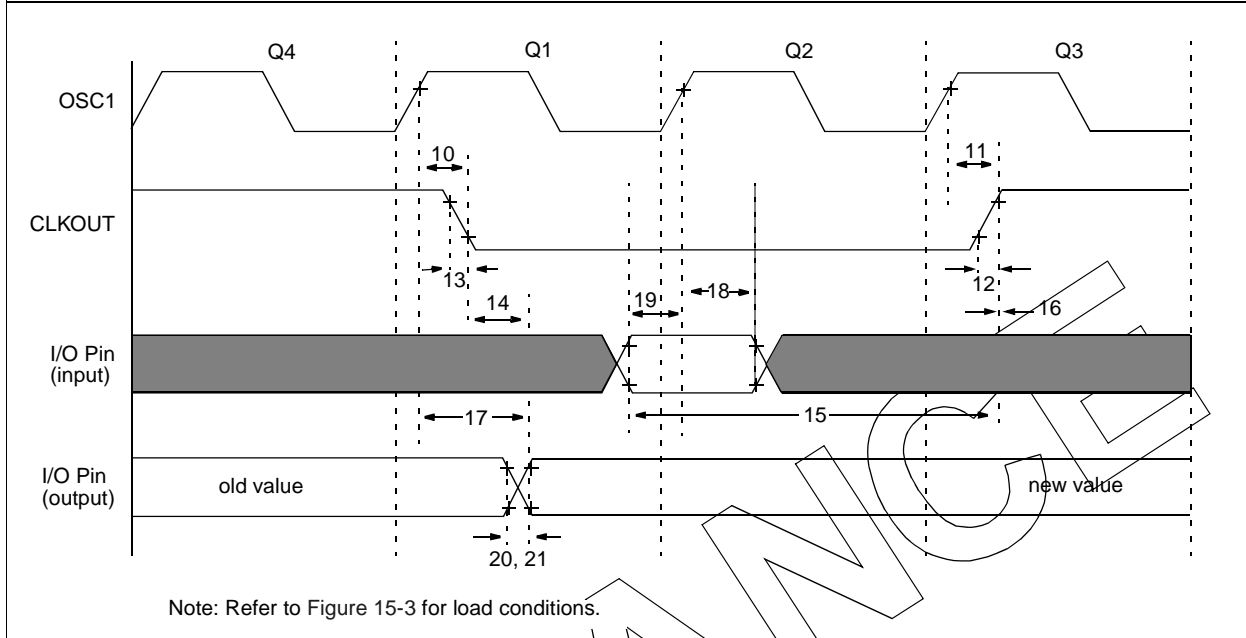 Q4 Q1 Q2 Q3
OSC1
10 11
CLKOUT
13 12
14 19 18 16
I/O Pin
(input)
17 15
I/O Pin
(output)
old value new value
20, 21
Note: Refer to Figure 15-3 for load conditions.
ANCE